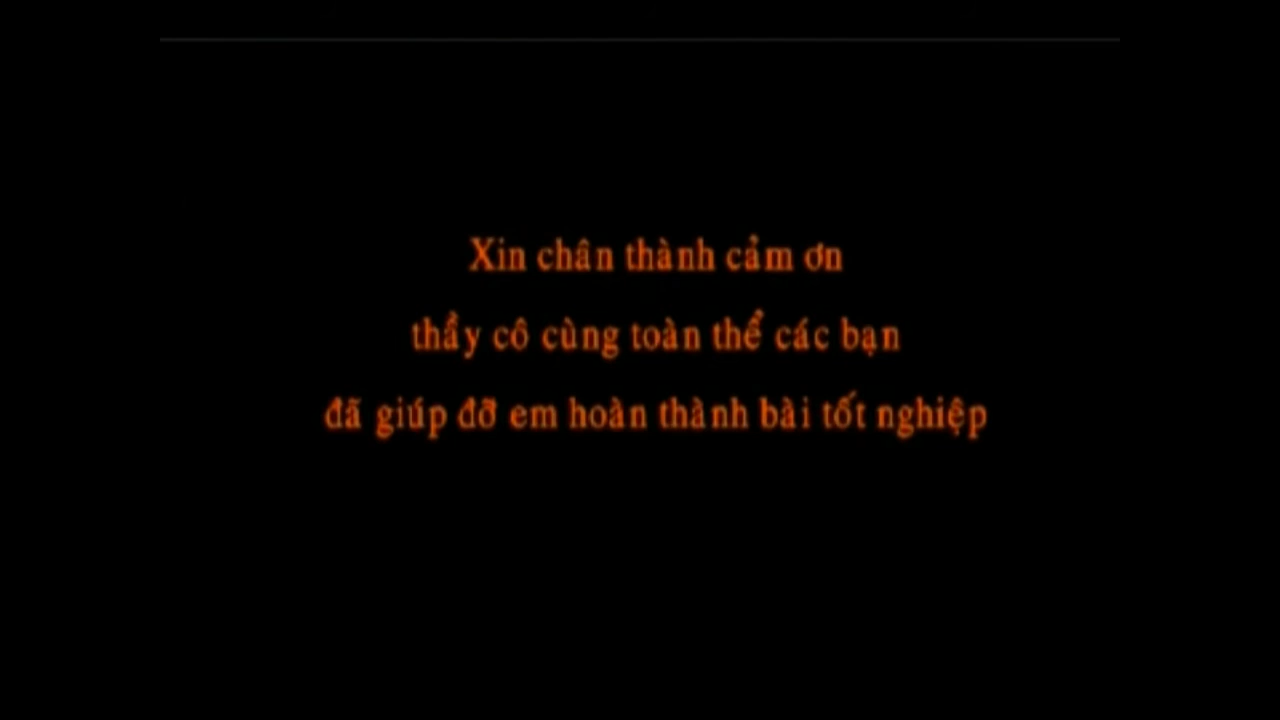 Xin chân thành cảm ơn
thầy cô cùng toàn thể các bạn
đã giúp đỡ em hoàn thành bài tốt nghiệp